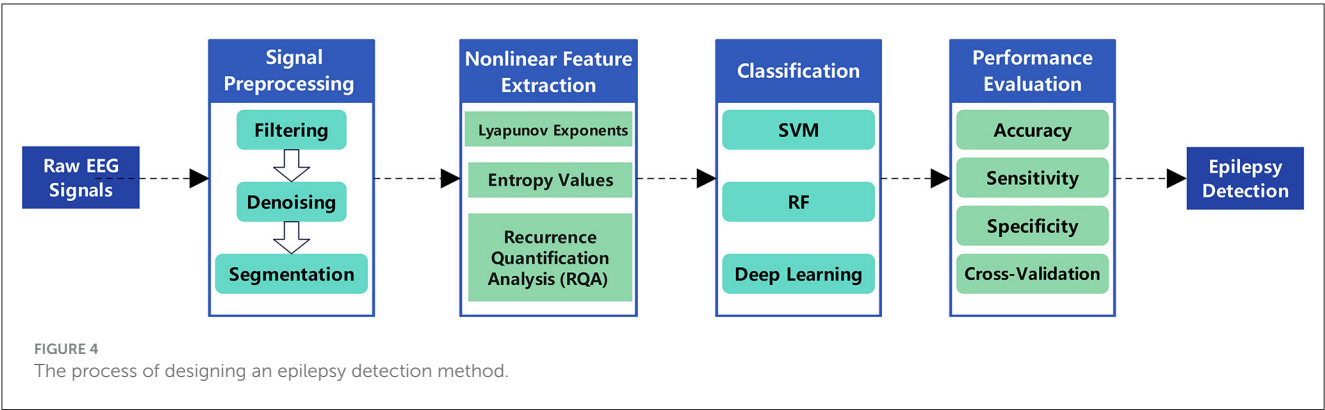 Raw EEG
Signals
Signal
Preprocessing
Filtering
Denoising
Segmentation
Nonlinear Feature
Extraction
Lyapunov Exponents
Entropy Values
Recurrence
Quantification
Analysis (RQA)
Classification
SVM
RF
Deep Learning
Performance
Evaluation
Accuracy
Sensitivity
Specificity
Cross-Validation
Epilepsy
Detection
FIGURE 4
The process of designing an epilepsy detection method.